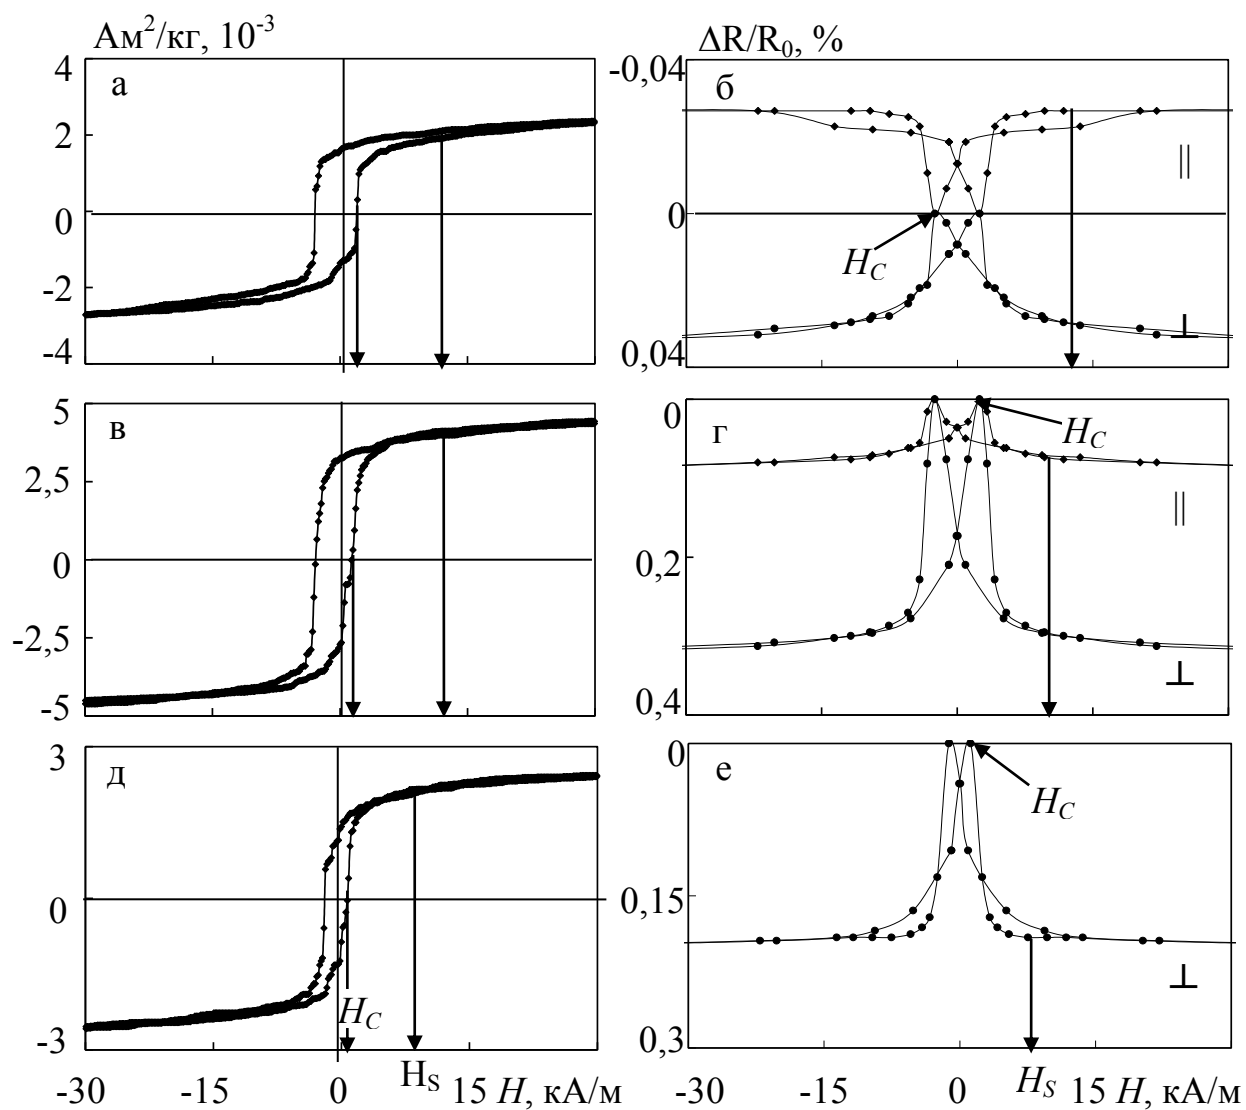 Ам²/кг, 10⁻³
ΔR/R₀, %
4
а
2
0
-2
-4
-0,04
б
||
0
H_C
0,04
⊥
5
в
2,5
0
-2,5
-5
0
г
H_C
||
0,2
⊥
0,4
3
д
0
H_C
-3
0
е
H_C
0,15
⊥
0,3
-30 -15 0 H_S 15 H, кА/м
-30 -15 0 H_S 15 H, кА/м